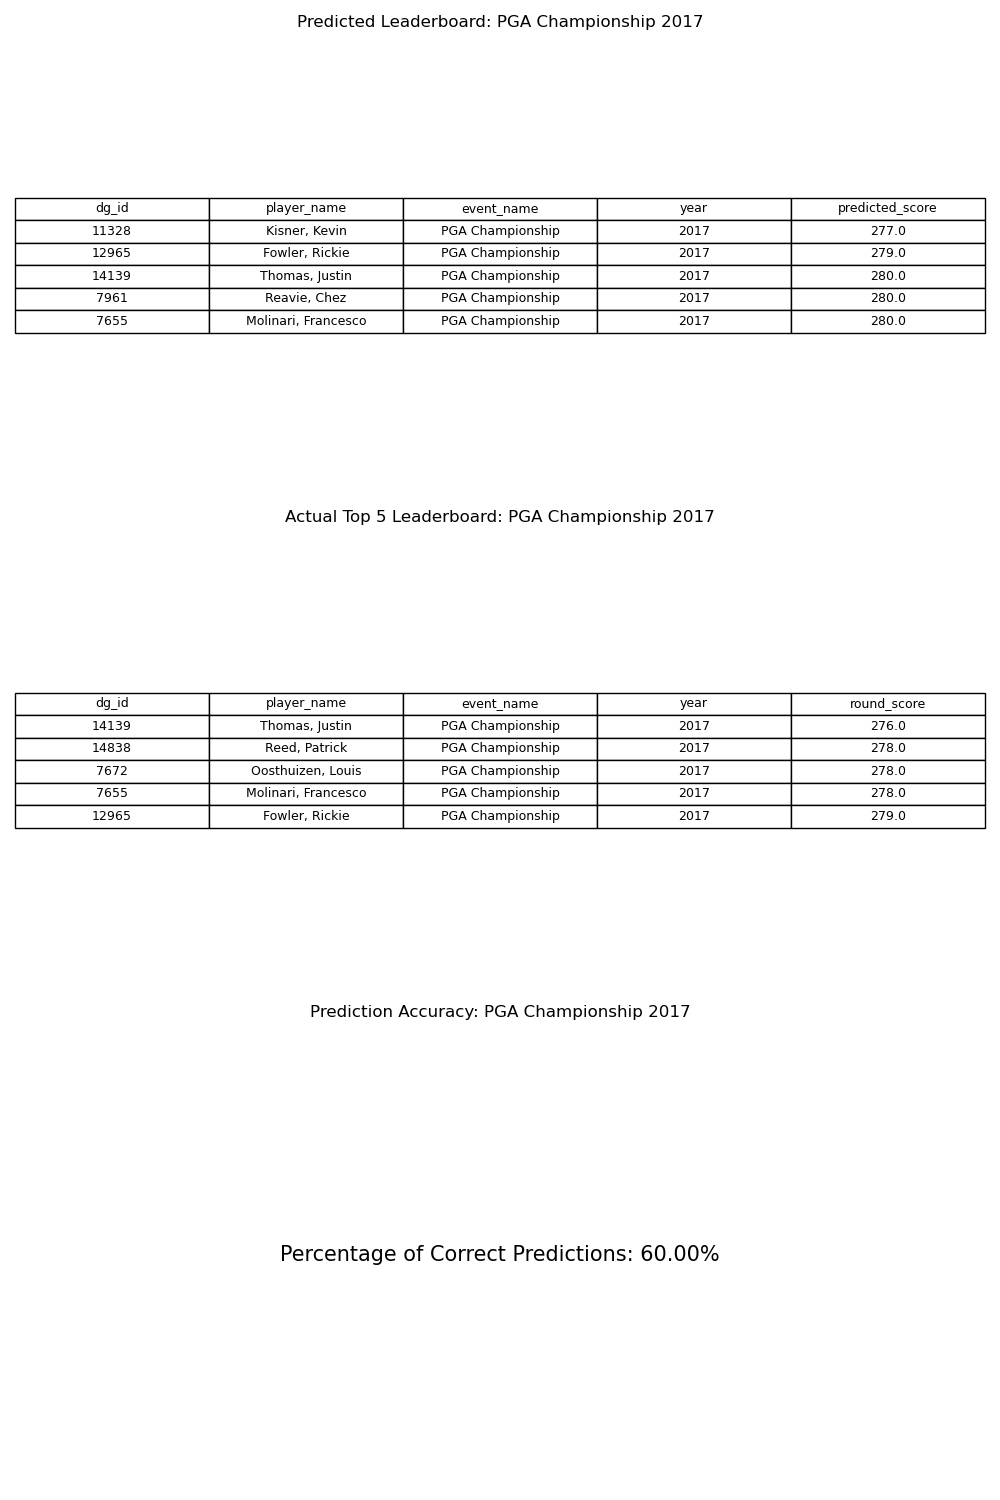 Predicted Leaderboard: PGA Championship 2017
dg_id player_name event_name year predicted_score
11328 Kisner, Kevin PGA Championship 2017 277.0
12965 Fowler, Rickie PGA Championship 2017 279.0
14139 Thomas, Justin PGA Championship 2017 280.0
7961 Reavie, Chez PGA Championship 2017 280.0
7655 Molinari, Francesco PGA Championship 2017 280.0
Actual Top 5 Leaderboard: PGA Championship 2017
dg_id player_name event_name year round_score
14139 Thomas, Justin PGA Championship 2017 276.0
14838 Reed, Patrick PGA Championship 2017 278.0
7672 Oosthuizen, Louis PGA Championship 2017 278.0
7655 Molinari, Francesco PGA Championship 2017 278.0
12965 Fowler, Rickie PGA Championship 2017 279.0
Prediction Accuracy: PGA Championship 2017
Percentage of Correct Predictions: 60.00%